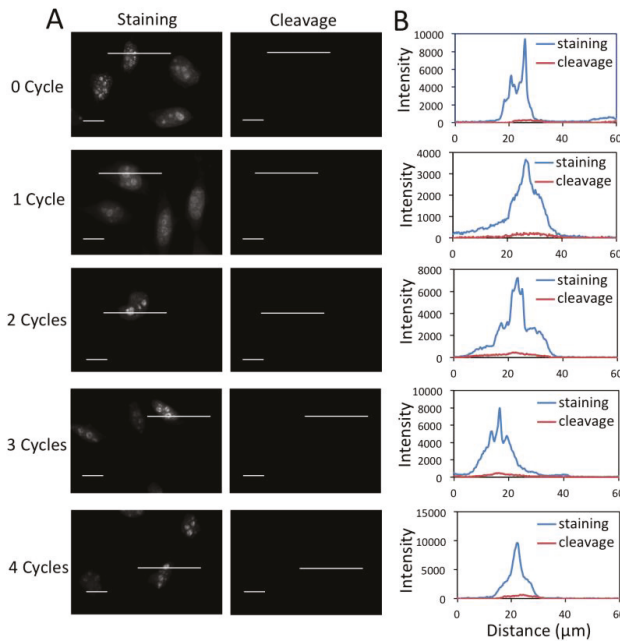 A
Staining
Cleavage
B
0 Cycle
1 Cycle
2 Cycles
3 Cycles
4 Cycles
Intensity
10000
8000
6000
4000
2000
0
staining
cleavage
0
20
40
60
Intensity
4000
3000
2000
1000
0
staining
cleavage
0
20
40
60
Intensity
8000
6000
4000
2000
0
staining
cleavage
0
20
40
60
Intensity
10000
8000
6000
4000
2000
0
staining
cleavage
0
20
40
60
Intensity
15000
10000
5000
0
staining
cleavage
0
20
40
60
Distance (μm)